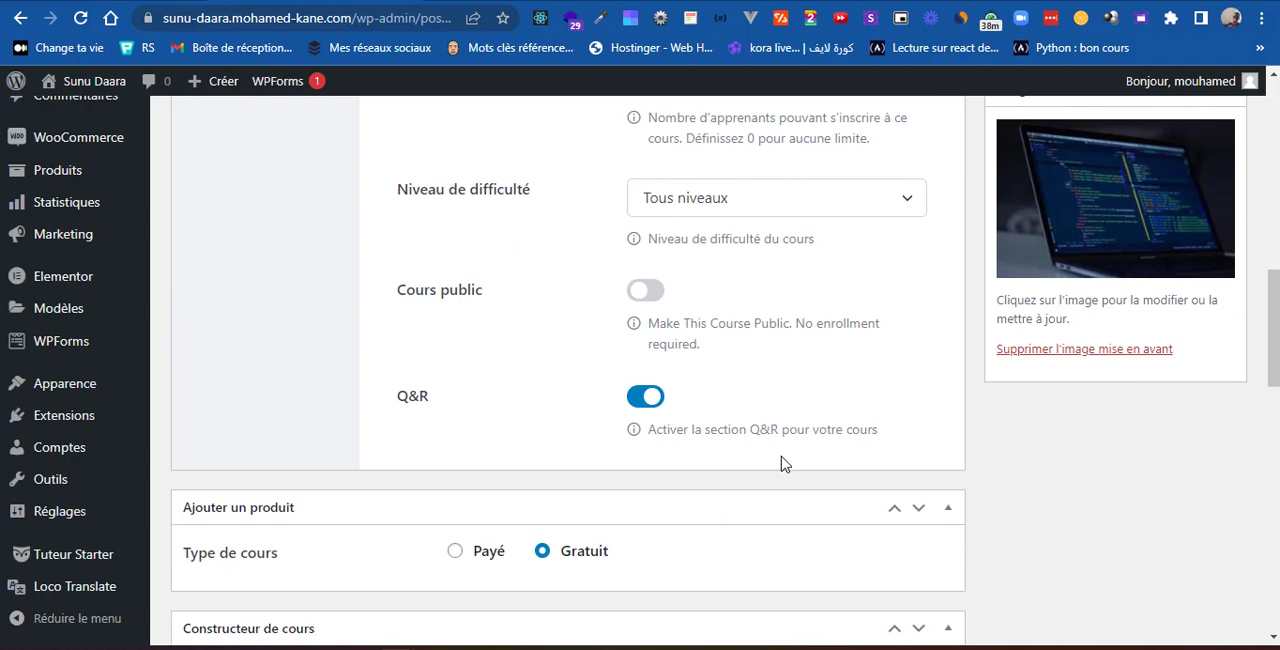 sunu-daara.mohamed-kane.com/wp-admin/pos...
29
2
S
38m
Change ta vie
RS
Boîte de réception...
Mes réseaux sociaux
Mots clés référence...
Hostinger - Web H...
kora live... | كورة لايف
Lecture sur react de...
Python : bon cours
»
Sunu Daara
0
Créer
WPForms
1
Bonjour, mouhamed
Commentaires
WooCommerce
Produits
Statistiques
Marketing
Elementor
Modèles
WPForms
Apparence
Extensions
Comptes
Outils
Réglages
Tuteur Starter
Loco Translate
Réduire le menu
Nombre d'apprenants pouvant s'inscrire à ce
cours. Définissez 0 pour aucune limite.
Niveau de difficulté
Tous niveaux
Niveau de difficulté du cours
Cours public
Make This Course Public. No enrollment
required.
Q&R
Activer la section Q&R pour votre cours
Ajouter un produit
Type de cours
Payé
Gratuit
Constructeur de cours
Cliquez sur l'image pour la modifier ou la
mettre à jour.
Supprimer l'image mise en avant